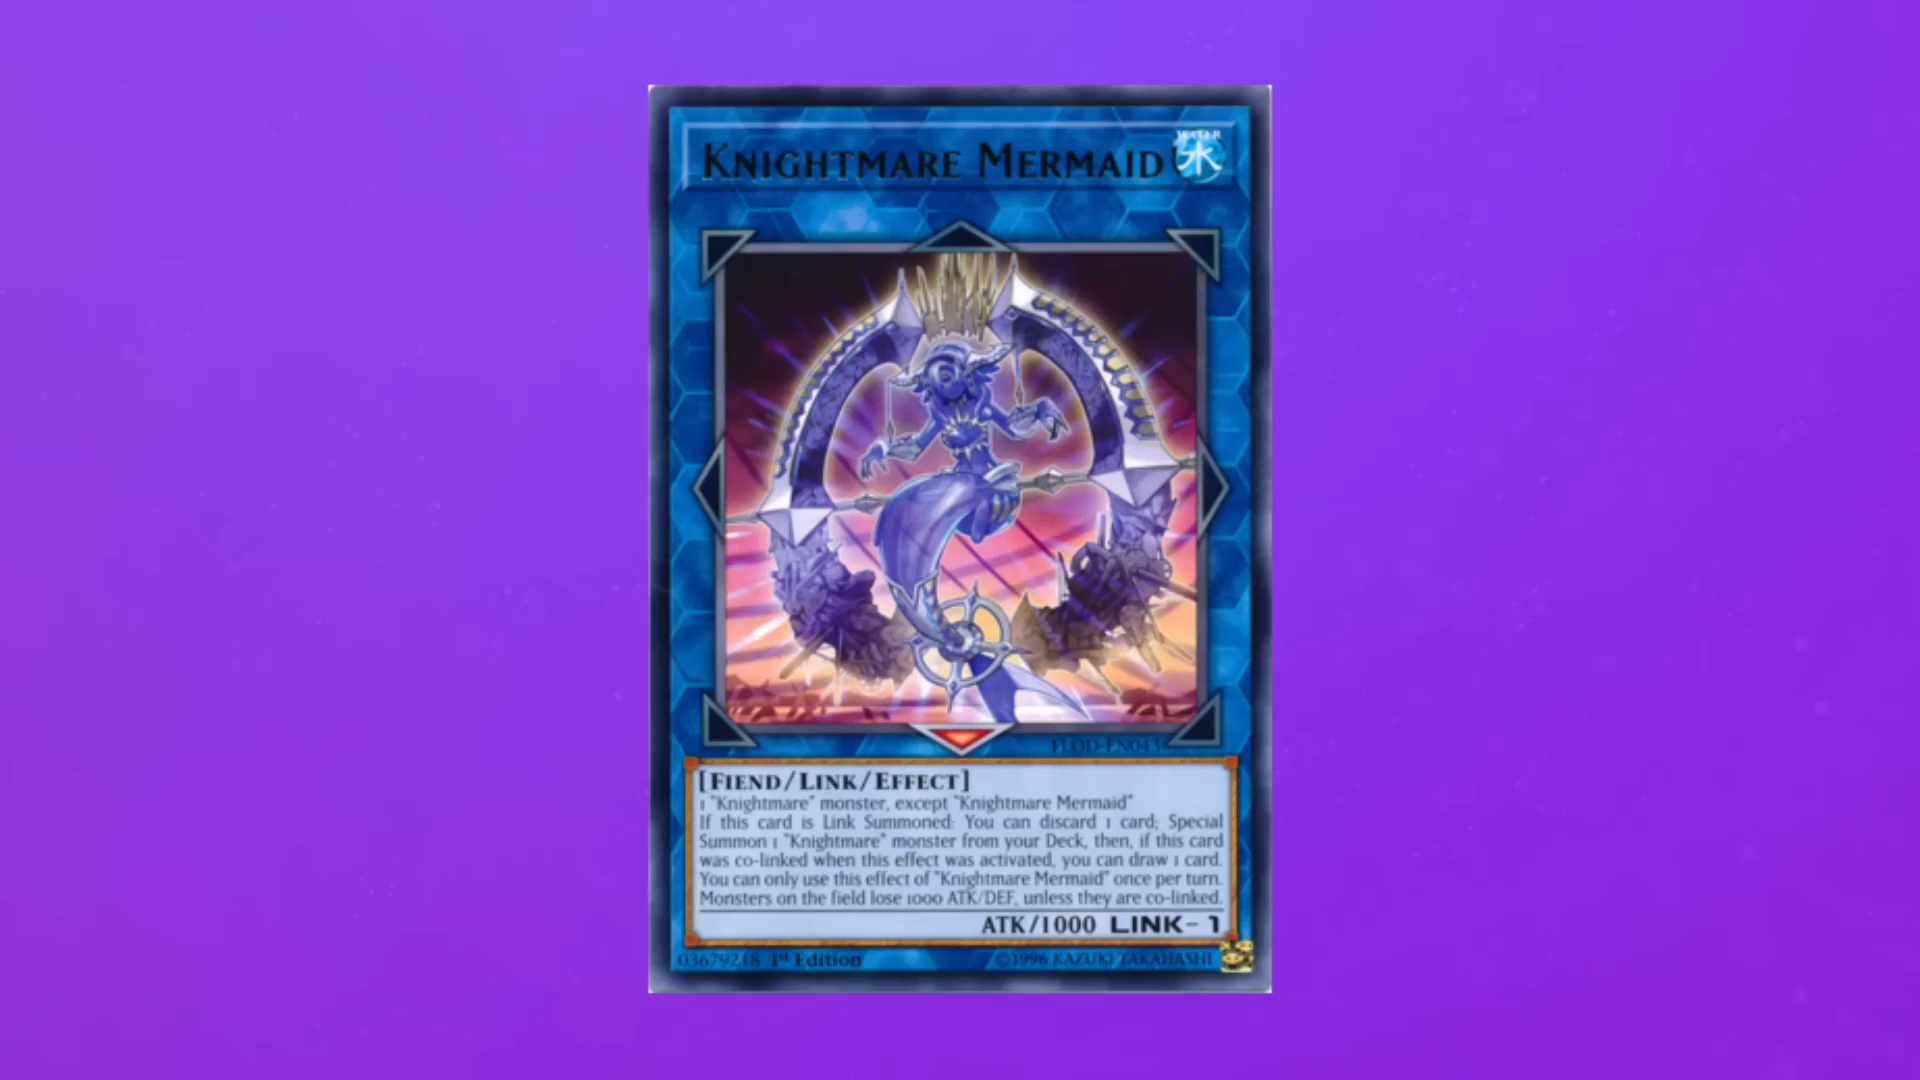 KNIGHTMARE MERMAID
WATER
水
FLOD-EN043
[FIEND/LINK/EFFECT]
1 "Knightmare" monster, except "Knightmare Mermaid"
If this card is Link Summoned: You can discard 1 card; Special
Summon 1 "Knightmare" monster from your Deck, then, if this card
was co-linked when this effect was activated, you can draw 1 card.
You can only use this effect of "Knightmare Mermaid" once per turn.
Monsters on the field lose 1000 ATK/DEF, unless they are co-linked.
ATK/1000 LINK-1
03679218 1st Edition ©1996 KAZUKI TAKAHASHI